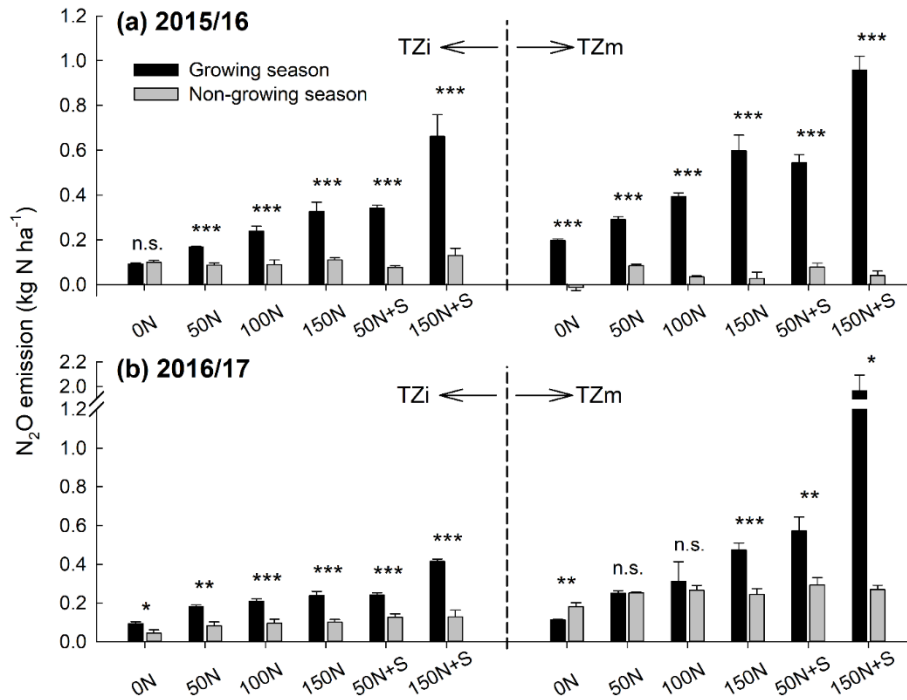 (a) 2015/16
TZi
TZm
Growing season
Non-growing season
1.2
1.0
0.8
0.6
0.4
0.2
0.0
n.s.
***
***
***
***
***
***
***
***
***
***
***
0N
50N
100N
150N
50N+S
150N+S
0N
50N
100N
150N
50N+S
150N+S
N₂O emission (kg N ha⁻¹)
(b) 2016/17
TZi
TZm
2.2
2.0
1.2
1.0
0.8
0.6
0.4
0.2
0.0
*
**
***
***
***
***
**
n.s.
n.s.
***
**
*
0N
50N
100N
150N
50N+S
150N+S
0N
50N
100N
150N
50N+S
150N+S